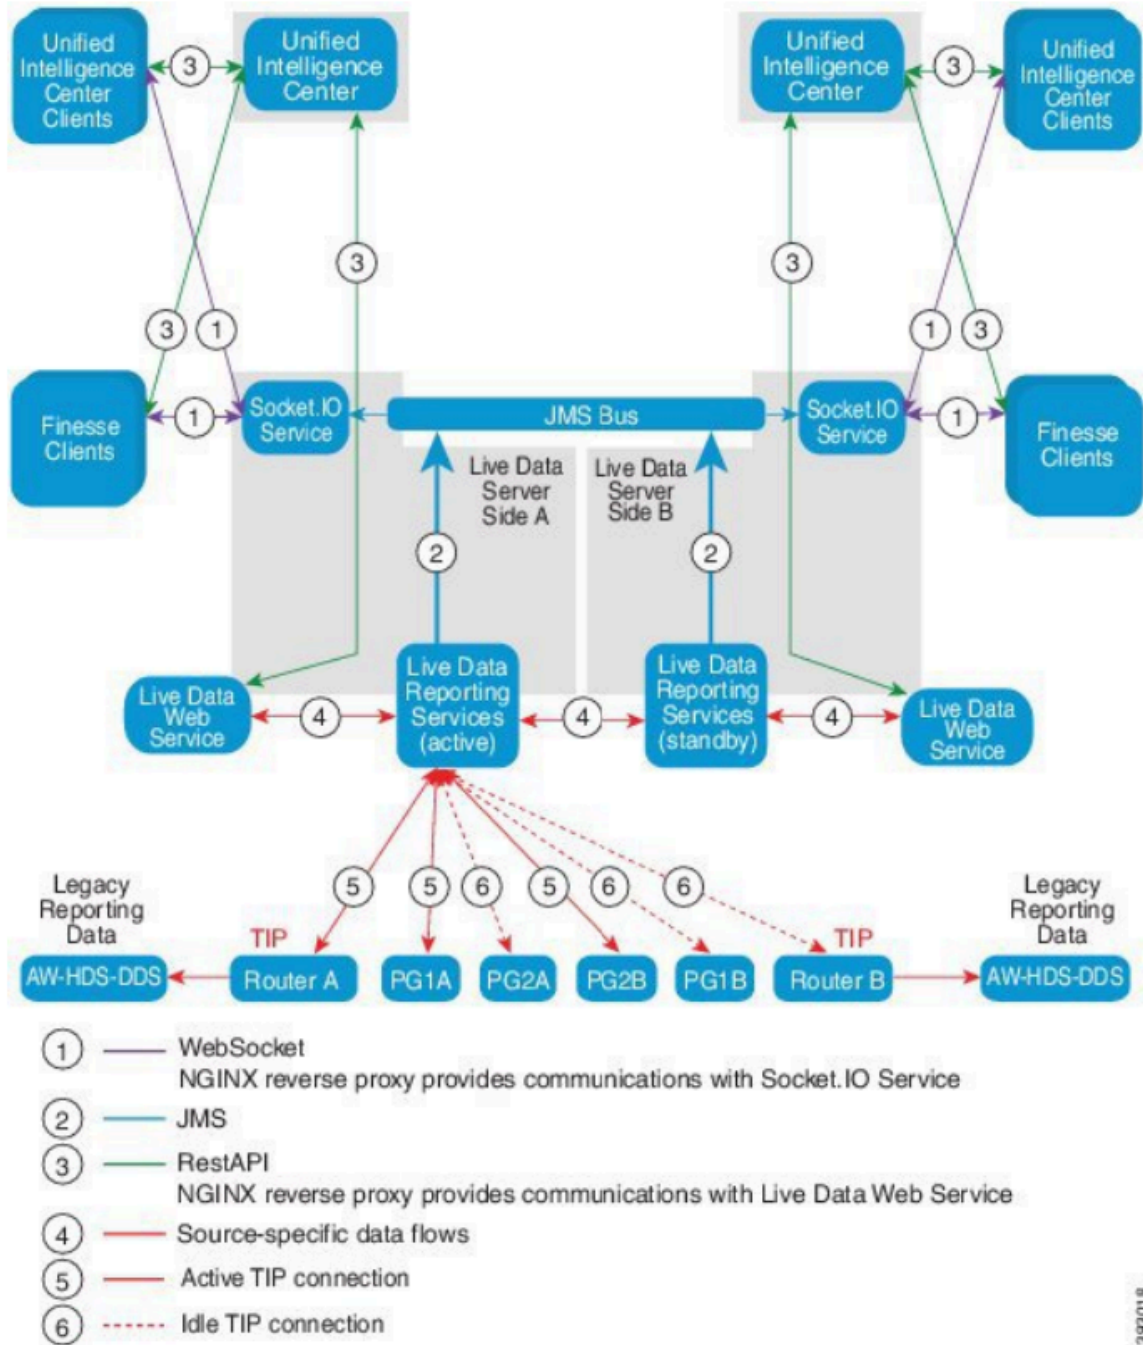 Unified
Intelligence
Center
Clients
3
Unified
Intelligence
Center
Unified
Intelligence
Center
3
Unified
Intelligence
Center
Clients
3
3
3
1
1
3
Finesse
Clients
1
Socket.IO
Service
JMS Bus
Socket.IO
Service
1
Finesse
Clients
Live Data
Server
Side A
Live Data
Server
Side B
2
2
Live Data
Web
Service
4
Live Data
Reporting
Services
(active)
4
Live Data
Reporting
Services
(standby)
4
Live Data
Web
Service
5
5
6
5
6
6
Legacy
Reporting
Data
Legacy
Reporting
Data
TIP
TIP
AW-HDS-DDS
Router A
PG1A
PG2A
PG2B
PG1B
Router B
AW-HDS-DDS
1 WebSocket
NGINX reverse proxy provides communications with Socket.IO Service
2 JMS
3 RestAPI
NGINX reverse proxy provides communications with Live Data Web Service
4 Source-specific data flows
5 Active TIP connection
6 Idle TIP connection